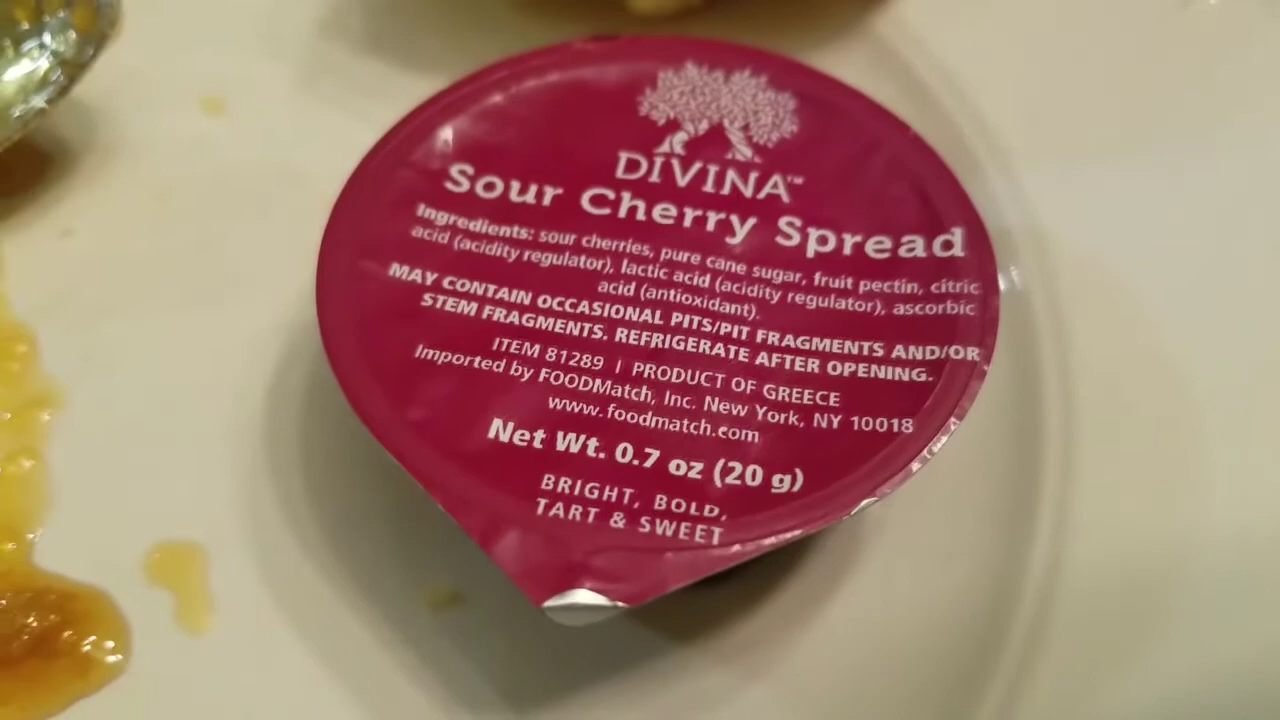 DIVINA™
Sour Cherry Spread
Ingredients: sour cherries, pure cane sugar, fruit pectin, citric
acid (acidity regulator), lactic acid (acidity regulator), ascorbic
acid (antioxidant).
MAY CONTAIN OCCASIONAL PITS/PIT FRAGMENTS AND/OR
STEM FRAGMENTS. REFRIGERATE AFTER OPENING.
ITEM 81289 | PRODUCT OF GREECE
Imported by FOODMatch, Inc. New York, NY 10018
www.foodmatch.com
Net Wt. 0.7 oz (20 g)
BRIGHT, BOLD,
TART & SWEET